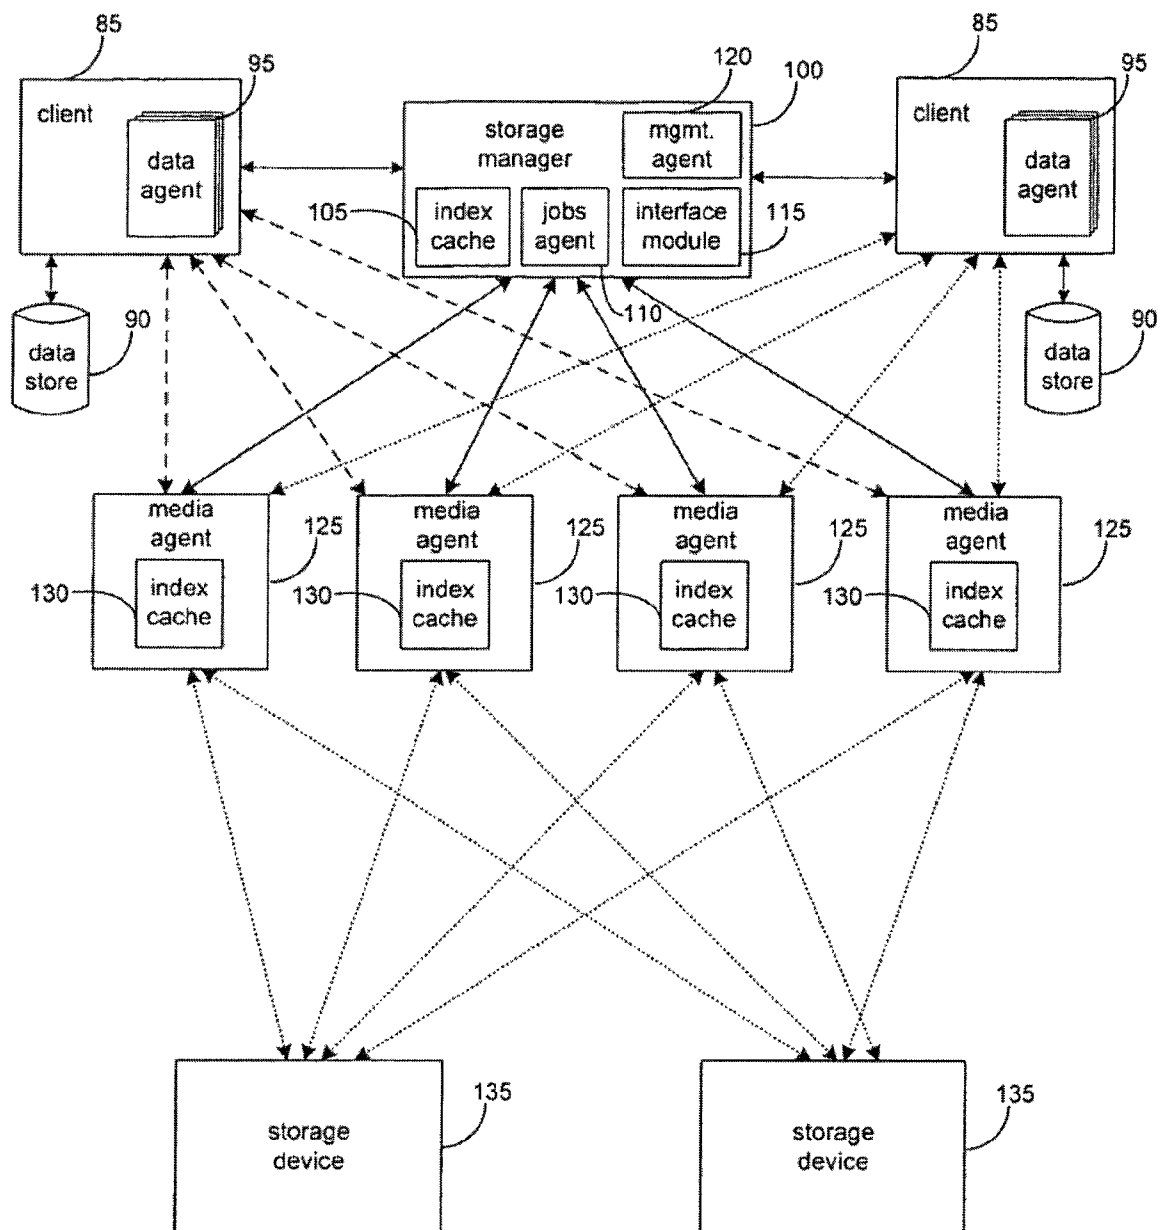 85
85
95
120
100
95
client
data
agent
storage
manager
mgmt.
agent
client
data
agent
105
index
cache
jobs
agent
interface
module
115
110
90
data
store
90
data
store
media
agent
125
130
index
cache
media
agent
125
130
index
cache
media
agent
125
130
index
cache
media
agent
125
130
index
cache
storage
device
135
storage
device
135